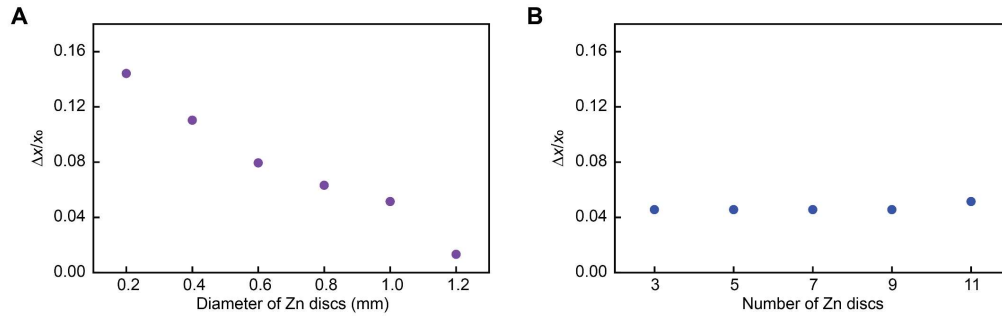 A
Δx/x₀
0.16
0.12
0.08
0.04
0.00
0.2 0.4 0.6 0.8 1.0 1.2
Diameter of Zn discs (mm)
B
Δx/x₀
0.16
0.12
0.08
0.04
0.00
3 5 7 9 11
Number of Zn discs